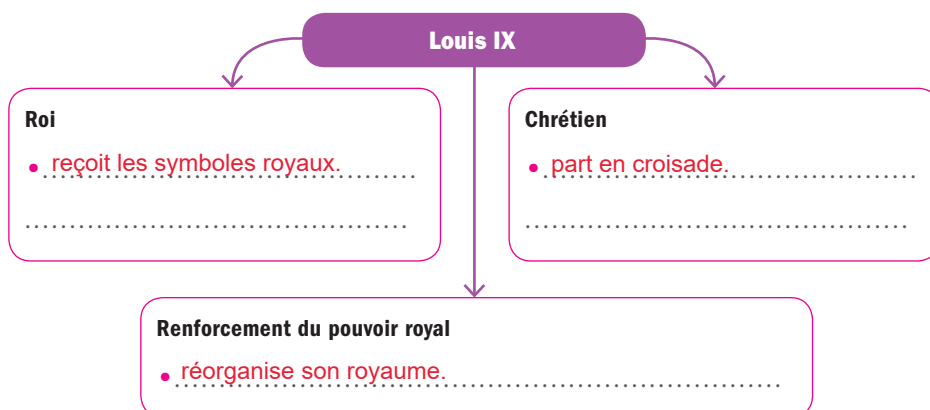 Louis IX
Roi
• reçoit les symboles royaux.
Chrétien
• part en croisade.
Renforcement du pouvoir royal
• réorganise son royaume.